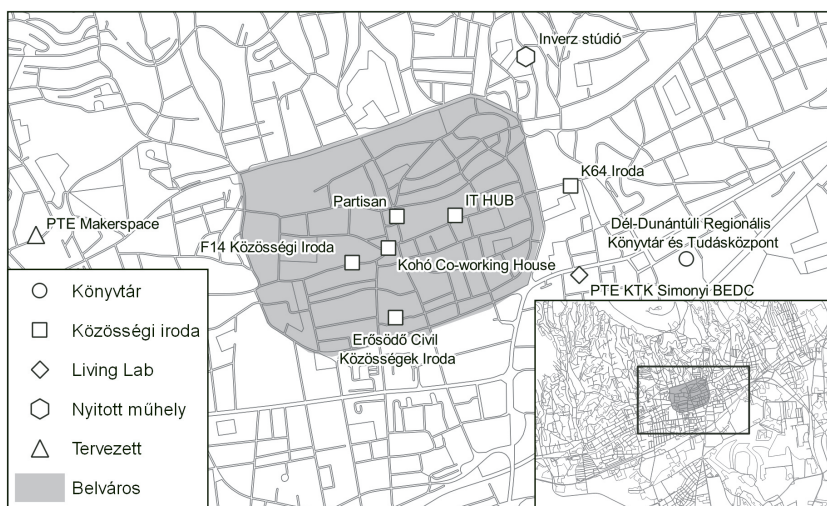 Inverz stúdió
K64 Iroda
Partisan
IT HUB
PTE Makerspace
Dél-Dunántúli Regionális
Könyvtár és Tudásközpont
F14 Közösségi Iroda
Kohó Co-working House
PTE KTK Simonyi BEDC
Erősödő Civil
Közösségek Iroda
Könyvtár
Közösségi iroda
Living Lab
Nyitott műhely
Tervezett
Belváros